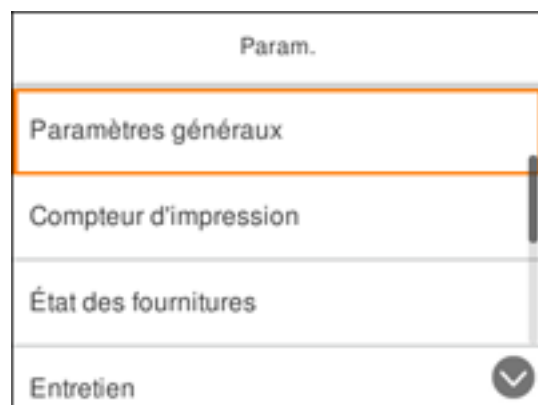 Param.
Paramètres généraux
Compteur d'impression
État des fournitures
Entretien